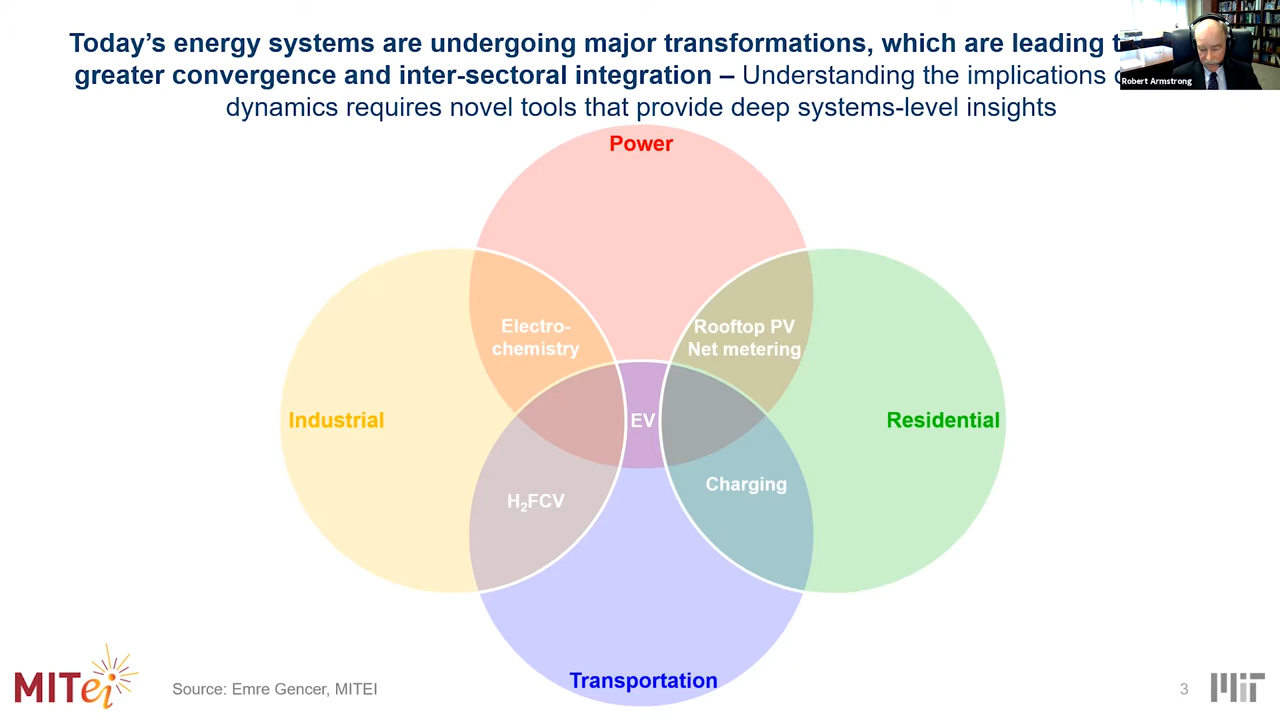 Today's energy systems are undergoing major transformations, which are leading
greater convergence and inter-sectoral integration – Understanding the implications
dynamics requires novel tools that provide deep systems-level insights
Robert Armstrong
Power
Electro-
chemistry
Rooftop PV
Net metering
Industrial
EV
Residential
Charging
H₂FCV
Transportation
MITei
Source: Emre Gencer, MITEI
3
MIT